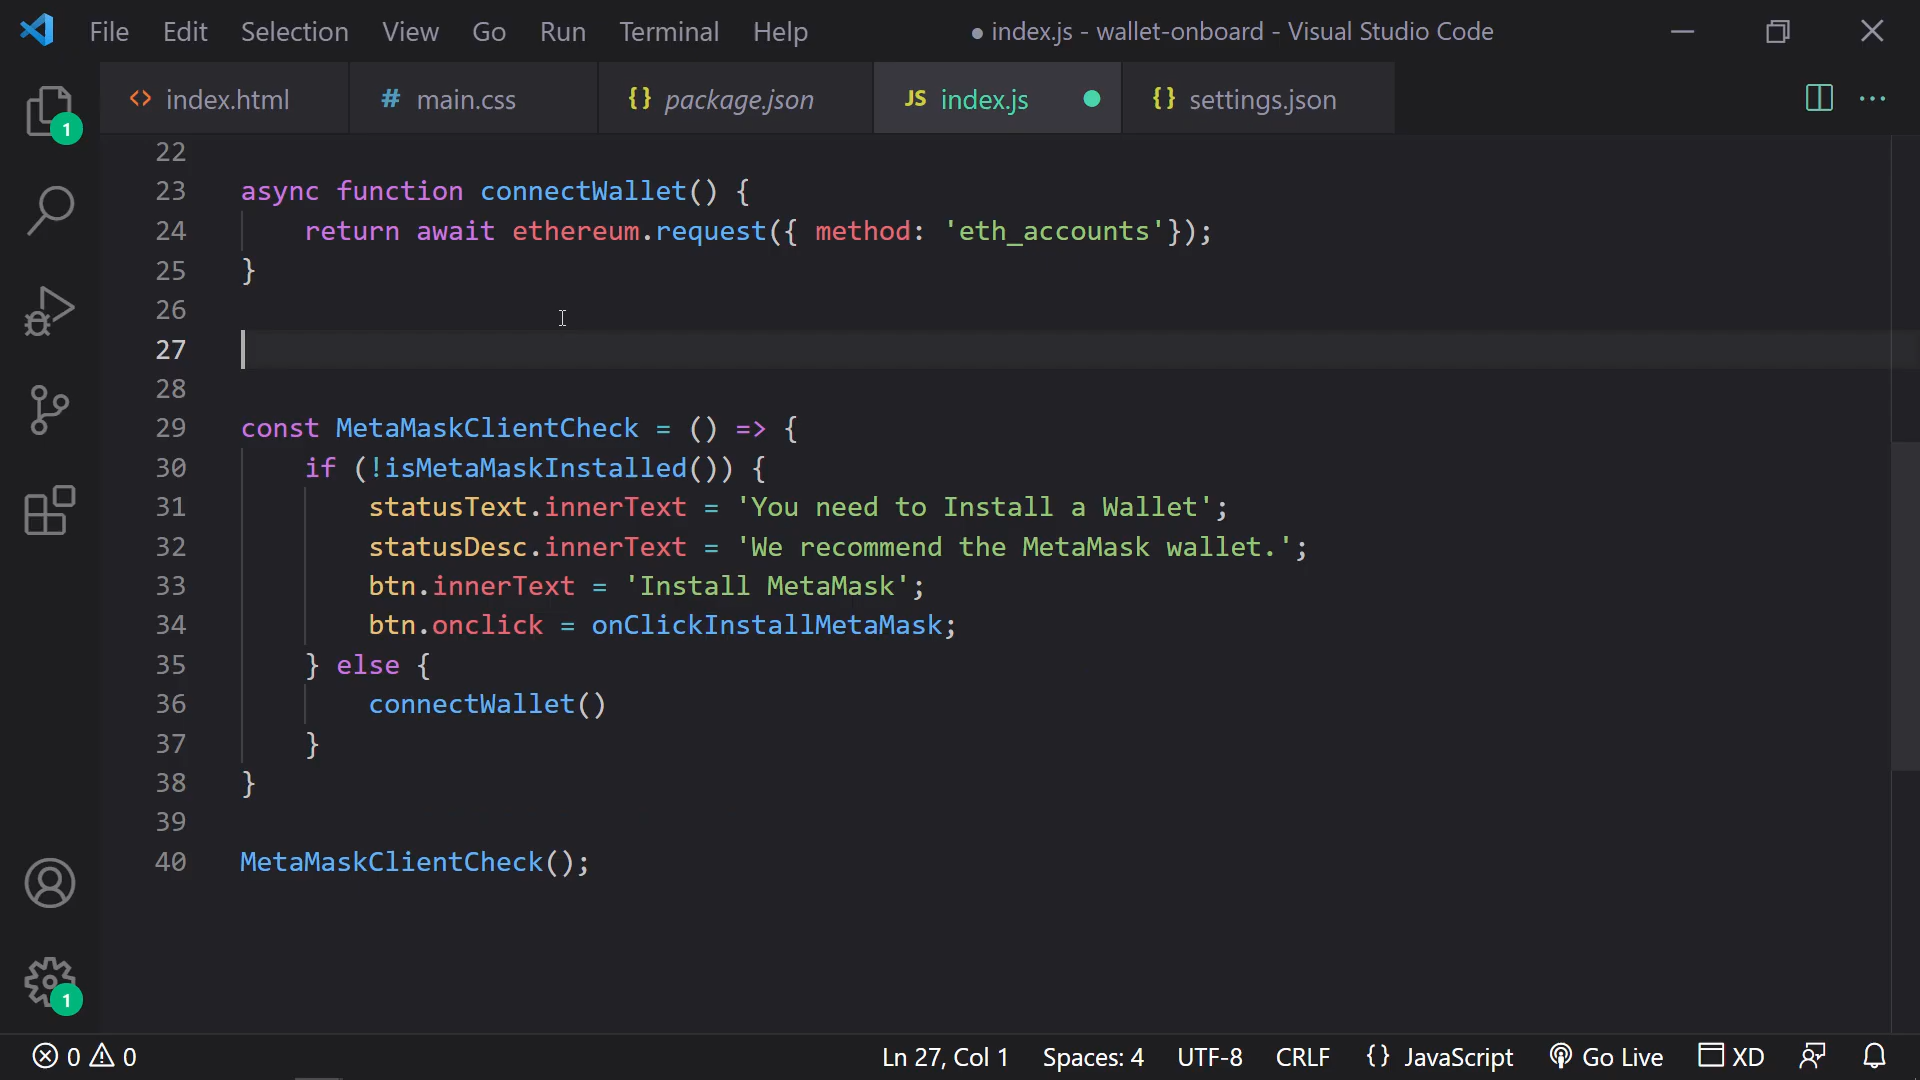 File Edit Selection View Go Run Terminal Help ● index.js - wallet-onboard - Visual Studio Code
<> index.html # main.css {} package.json JS index.js ● {} settings.json ···
1
22
23 async function connectWallet() {
24 return await ethereum.request({ method: 'eth_accounts'});
25 }
26
27
28
29 const MetaMaskClientCheck = () => {
30 if (!isMetaMaskInstalled()) {
31 statusText.innerText = 'You need to Install a Wallet';
32 statusDesc.innerText = 'We recommend the MetaMask wallet.';
33 btn.innerText = 'Install MetaMask';
34 btn.onclick = onClickInstallMetaMask;
35 } else {
36 connectWallet()
37 }
38 }
39
40 MetaMaskClientCheck();
1
0 0 Ln 27, Col 1 Spaces: 4 UTF-8 CRLF {} JavaScript Go Live XD